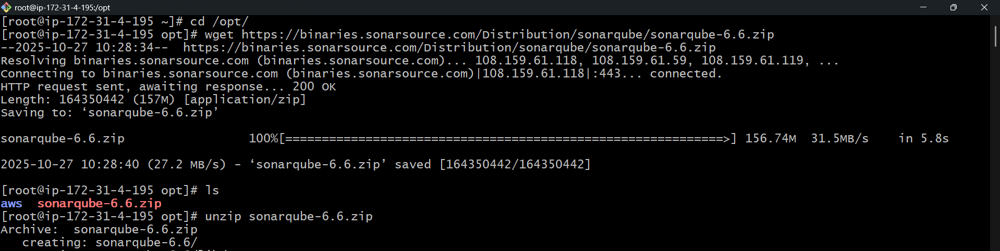 root@ip-172-31-4-195:/opt
[root@ip-172-31-4-195 ~]# cd /opt/
[root@ip-172-31-4-195 opt]# wget https://binaries.sonarsource.com/Distribution/sonarqube/sonarqube-6.6.zip
--2025-10-27 10:28:34--  https://binaries.sonarsource.com/Distribution/sonarqube/sonarqube-6.6.zip
Resolving binaries.sonarsource.com (binaries.sonarsource.com)... 108.159.61.118, 108.159.61.59, 108.159.61.119, ...
Connecting to binaries.sonarsource.com (binaries.sonarsource.com)|108.159.61.118|:443... connected.
HTTP request sent, awaiting response... 200 OK
Length: 164350442 (157M) [application/zip]
Saving to: ‘sonarqube-6.6.zip’
sonarqube-6.6.zip                 100%[============================================================>] 156.74M  31.5MB/s    in 5.8s
2025-10-27 10:28:40 (27.2 MB/s) - ‘sonarqube-6.6.zip’ saved [164350442/164350442]
[root@ip-172-31-4-195 opt]# ls
aws  sonarqube-6.6.zip
[root@ip-172-31-4-195 opt]# unzip sonarqube-6.6.zip
Archive:  sonarqube-6.6.zip
   creating: sonarqube-6.6/